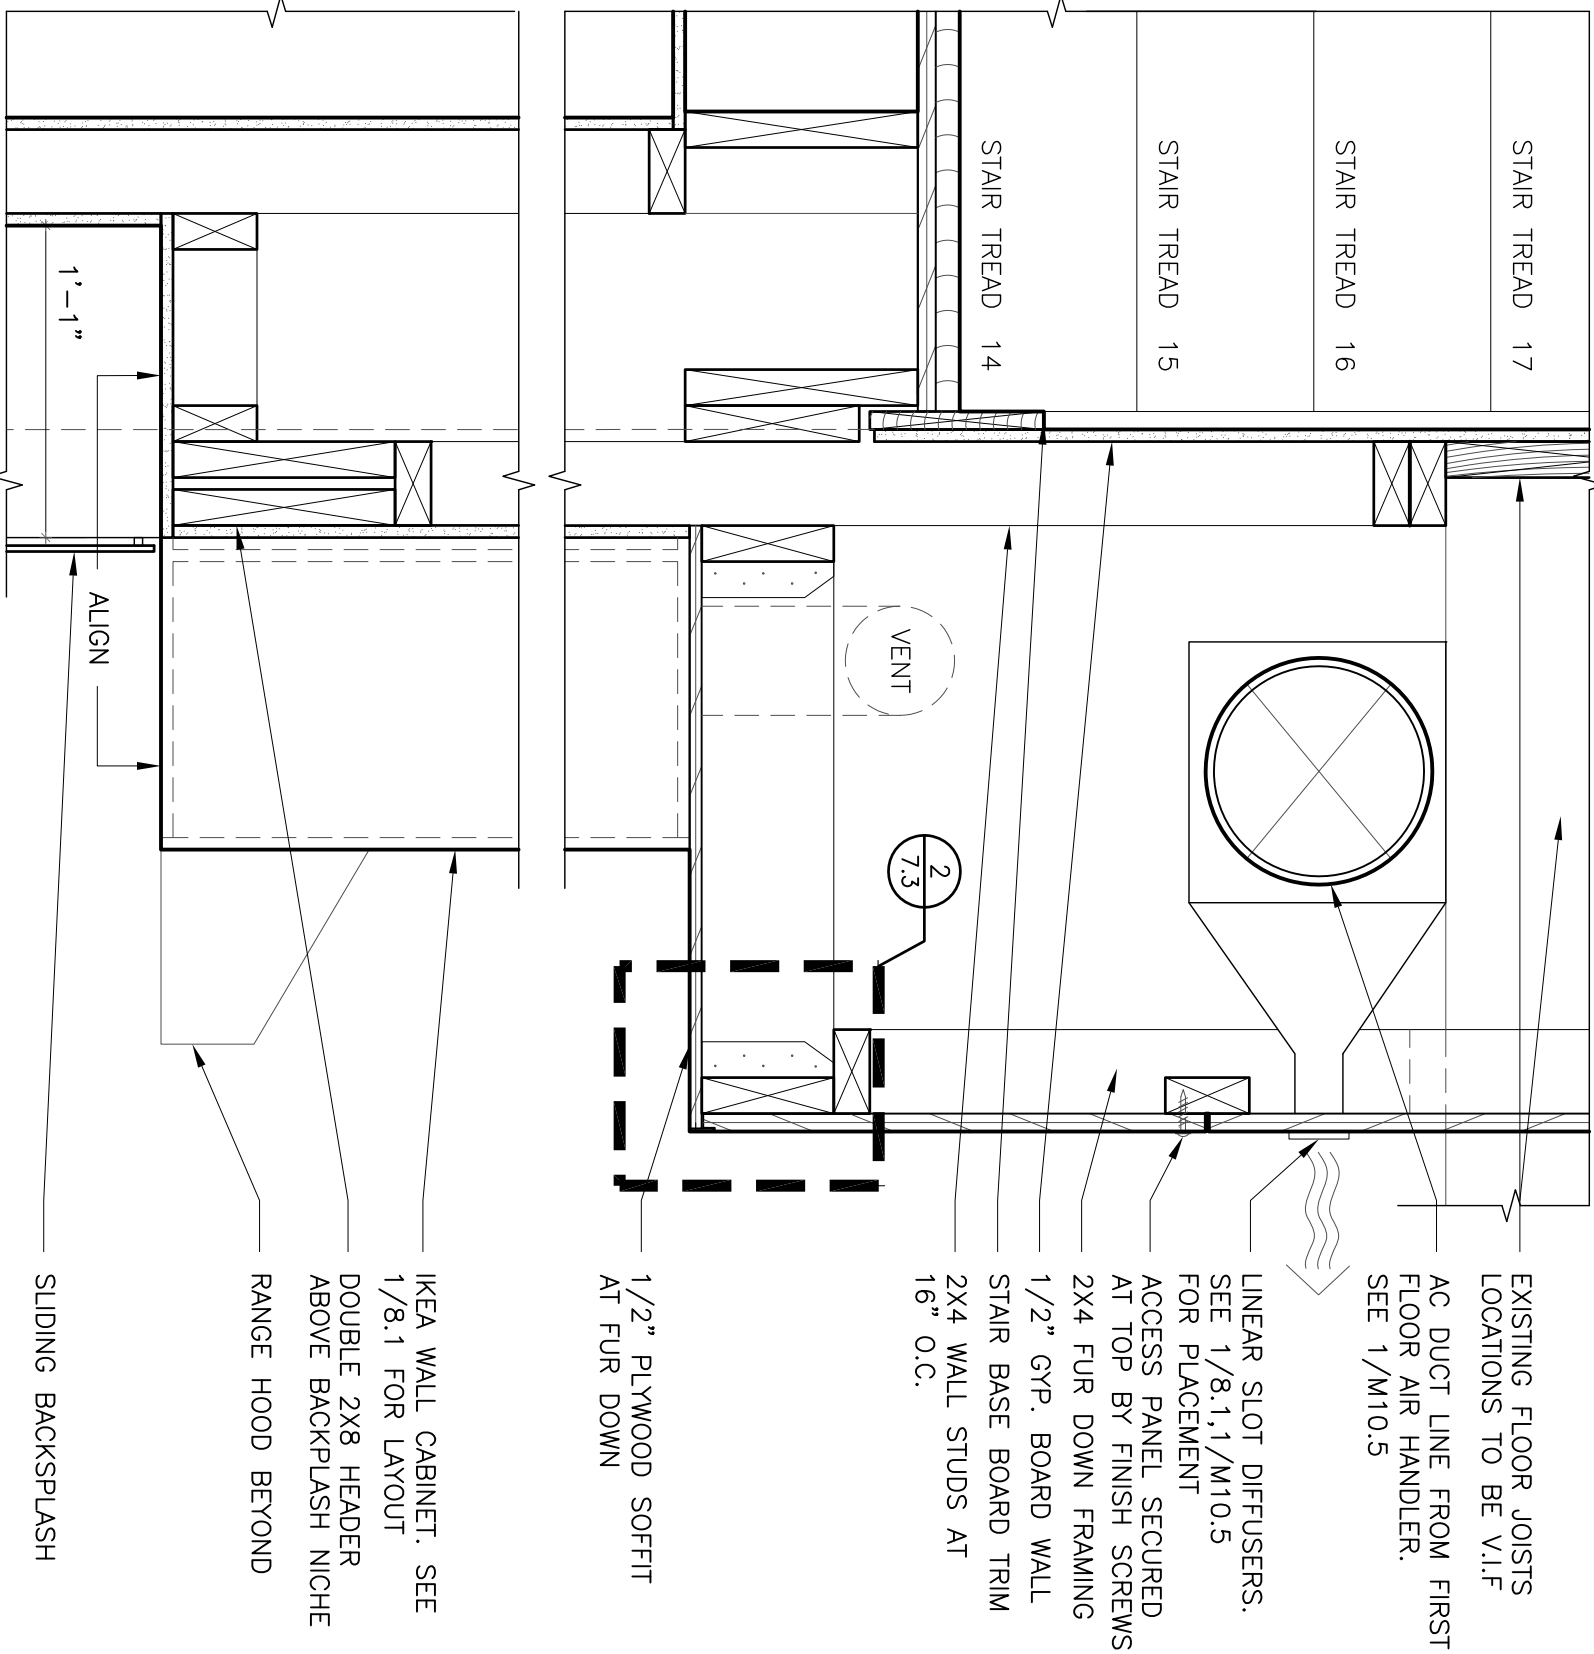 STAIR TREAD 17
STAIR TREAD 16
STAIR TREAD 15
STAIR TREAD 14
VENT
2
7.3
1'-1"
ALIGN
EXISTING FLOOR JOISTS
LOCATIONS TO BE V.I.F
AC DUCT LINE FROM FIRST
FLOOR AIR HANDLER.
SEE 1/M10.5
LINEAR SLOT DIFFUSERS.
SEE 1/8.1,1/M10.5
FOR PLACEMENT
ACCESS PANEL SECURED
AT TOP BY FINISH SCREWS
2X4 FUR DOWN FRAMING
1/2" GYP. BOARD WALL
STAIR BASE BOARD TRIM
2X4 WALL STUDS AT
16" O.C.
1/2" PLYWOOD SOFFIT
AT FUR DOWN
IKEA WALL CABINET. SEE
1/8.1 FOR LAYOUT
DOUBLE 2X8 HEADER
ABOVE BACKPLASH NICHE
RANGE HOOD BEYOND
SLIDING BACKSPLASH